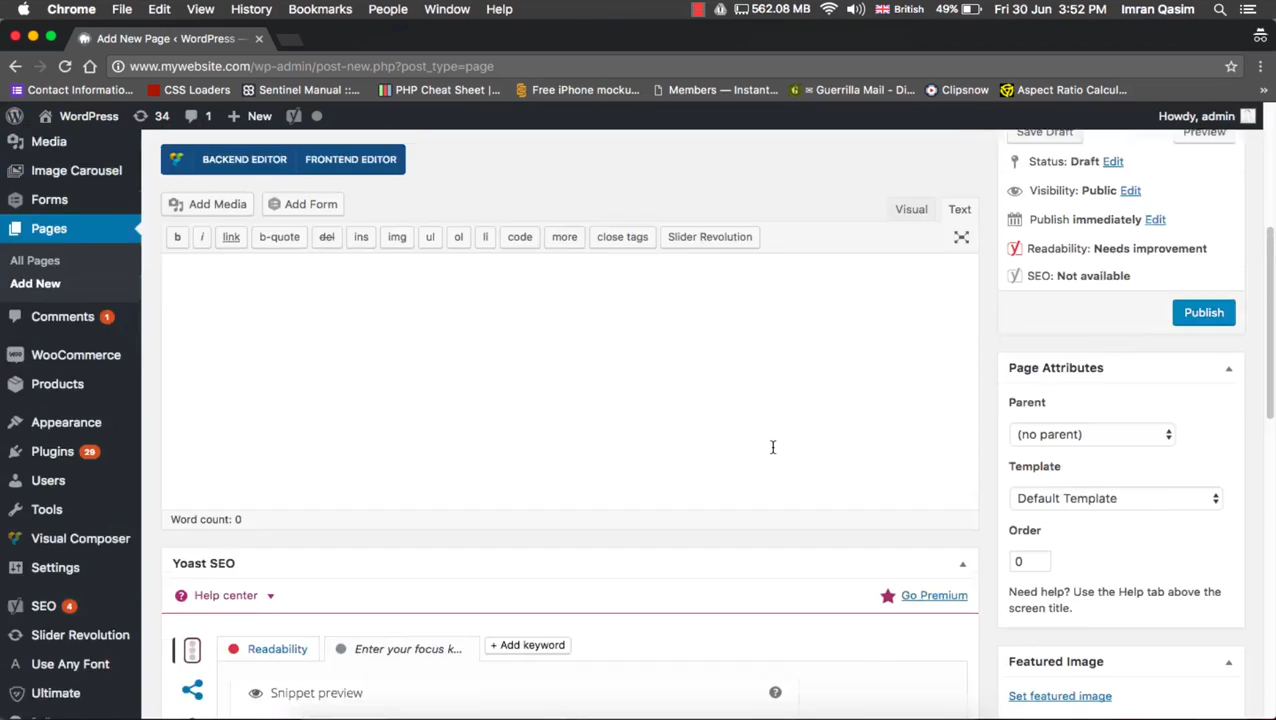 Chrome File Edit View History Bookmarks People Window Help 562.08 MB British 49% Fri 30 Jun 3:52 PM Imran Qasim
Add New Page ‹ WordPress —
www.mywebsite.com/wp-admin/post-new.php?post_type=page
Contact Informatio... CSS Loaders Sentinel Manual ::... PHP Cheat Sheet |... Free iPhone mocku... Members — Instant... Guerrilla Mail - Di... Clipsnow Aspect Ratio Calcul... »
WordPress 34 1 New Howdy, admin
Media
Image Carousel
Forms
Pages
All Pages
Add New
Comments 1
WooCommerce
Products
Appearance
Plugins 29
Users
Tools
Visual Composer
Settings
SEO 4
Slider Revolution
Use Any Font
Ultimate
BACKEND EDITOR FRONTEND EDITOR
Add Media Add Form
Visual Text
b i link b-quote del ins img ul ol li code more close tags Slider Revolution
Word count: 0
Yoast SEO
Help center Go Premium
Readability Enter your focus k... + Add keyword
Snippet preview
Save Draft Preview
Status: Draft Edit
Visibility: Public Edit
Publish immediately Edit
Readability: Needs improvement
SEO: Not available
Publish
Page Attributes
Parent
(no parent)
Template
Default Template
Order
0
Need help? Use the Help tab above the
screen title.
Featured Image
Set featured image